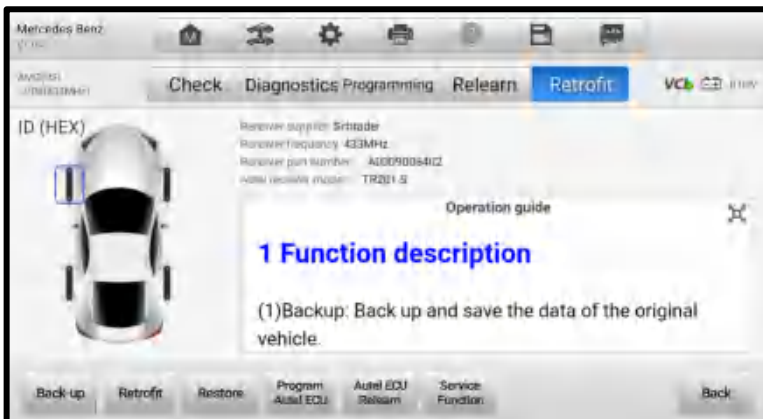 Mercedes Benz
Check Diagnostics Programming Relearn Retrofit VCI
ID (HEX)
Receiver supplier Schrader
Receiver frequency 433MHz
Receiver part number A0009006402
Autel receiver model TR201-S
Operation guide
1 Function description
(1)Backup: Back up and save the data of the original
vehicle.
Back-up Retrofit Restore Program Autel ECU Autel ECU Relearn Service Function Back